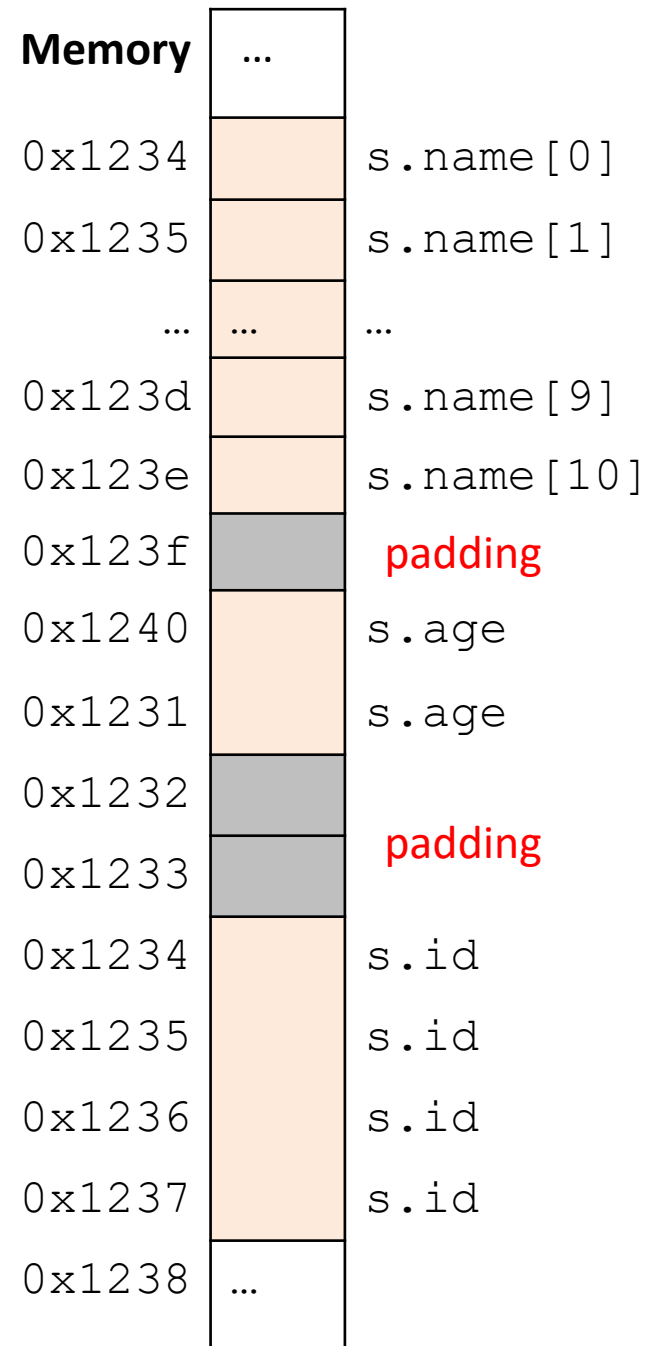 Memory …
0x1234 s.name[0]
0x1235 s.name[1]
… … …
0x123d s.name[9]
0x123e s.name[10]
0x123f padding
0x1240 s.age
0x1231 s.age
0x1232
padding
0x1233
0x1234 s.id
0x1235 s.id
0x1236 s.id
0x1237 s.id
0x1238 …